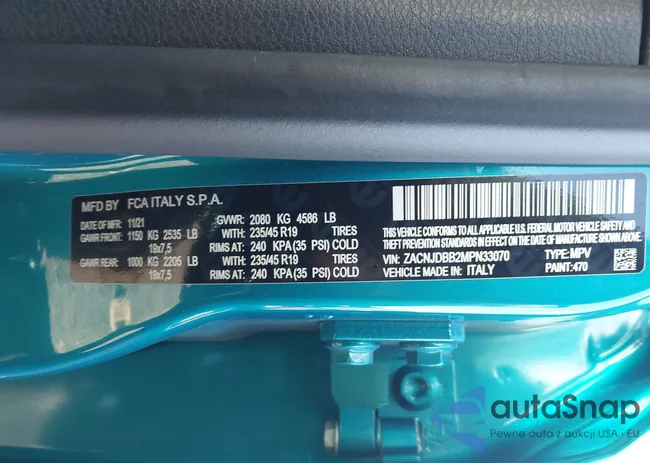 MFD BY FCA ITALY S.P.A.
DATE OF MFR: 11/21 GVWR: 2080 KG 4586 LB
GAWR FRONT: 1150 KG 2535 LB WITH 235/45 R19 TIRES
19x7,5 RIMS AT: 240 KPA (35 PSI) COLD
GAWR REAR: 1000 KG 2205 LB WITH 235/45 R19 TIRES
19x7,5 RIMS AT: 240 KPA (35 PSI) COLD
THIS VEHICLE CONFORMS TO ALL APPLICABLE U.S. FEDERAL MOTOR VEHICLE SAFETY, BUMPER, AND
THEFT PREVENTION STANDARDS IN EFFECT ON THE DATE OF MANUFACTURE SHOWN ABOVE.
VIN: ZACNJDBB2MPN33070 TYPE: MPV
VEHICLE MADE IN: ITALY PAINT: 470
autaSnap
Pewne auta z aukcji USA i EU